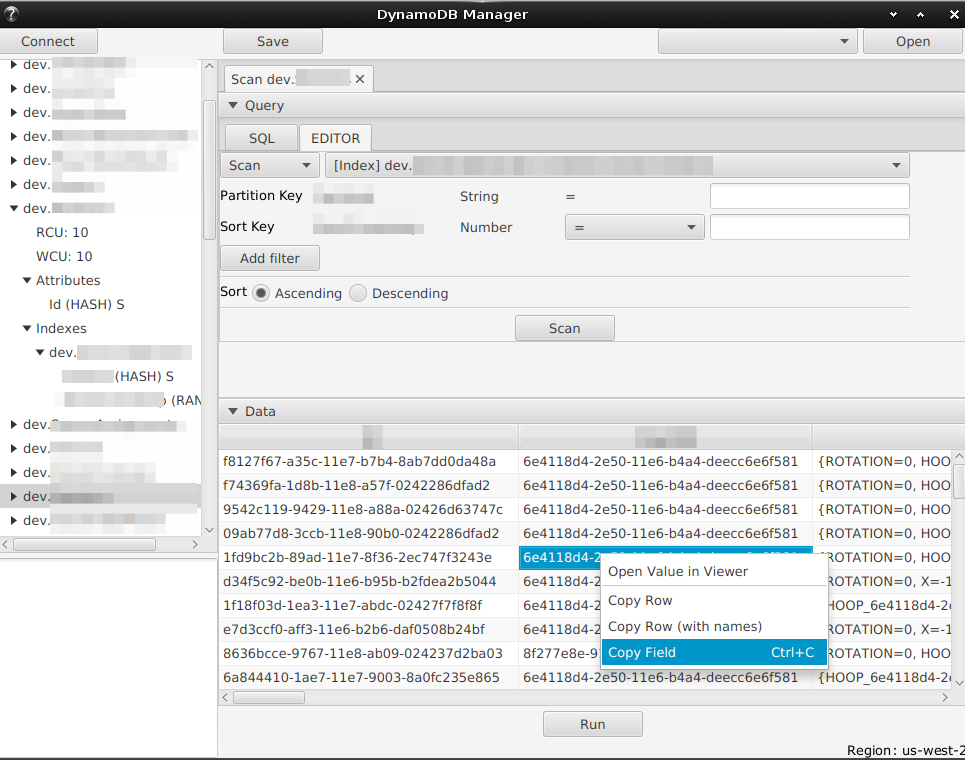 DynamoDB Manager
Connect
Save
Open
dev.
dev.
dev.
dev.
dev.
dev.
dev.
RCU: 10
WCU: 10
Attributes
Id (HASH) S
Indexes
dev.
(HASH) S
(RAN
dev.
dev.
dev.
dev.
dev.
Scan dev.
Query
SQL EDITOR
Scan [Index] dev.
Partition Key String =
Sort Key Number =
Add filter
Sort Ascending Descending
Scan
Data
f8127f67-a35c-11e7-b7b4-8ab7dd0da48a 6e4118d4-2e50-11e6-b4a4-deecc6e6f581 {ROTATION=0, HOO
f74369fa-1d8b-11e8-a57f-0242286dfad2 6e4118d4-2e50-11e6-b4a4-deecc6e6f581 {ROTATION=0, HOO
9542c119-9429-11e8-a88a-02426d63747c 6e4118d4-2e50-11e6-b4a4-deecc6e6f581 {ROTATION=0, HOO
09ab77d8-3ccb-11e8-90b0-0242286dfad2 6e4118d4-2e50-11e6-b4a4-deecc6e6f581 {ROTATION=0, HOO
1fd9bc2b-89ad-11e7-8f36-2ec747f3243e 6e4118d4-2 ROTATION=0, HOO
d34f5c92-be0b-11e6-b95b-b2fdea2b5044 6e4118d4-2 ROTATION=0, X=-1
1f18f03d-1ea3-11e7-abdc-02427f7f8f8f 6e4118d4-2 HOOP_6e4118d4-2
e7d3ccf0-aff3-11e6-b2b6-daf0508b24bf 6e4118d4-2 ROTATION=0, X=-1
8636bcce-9767-11e8-ab09-024237d2ba03 8f277e8e-9 ROTATION=0, HOO
6a844410-1ae7-11e7-9003-8a0fc235e865 6e4118d4-2e50-11e6-b4a4-deecc6e6f581 {HOOP_6e4118d4-2
Open Value in Viewer
Copy Row
Copy Row (with names)
Copy Field Ctrl+C
Run
Region: us-west-2